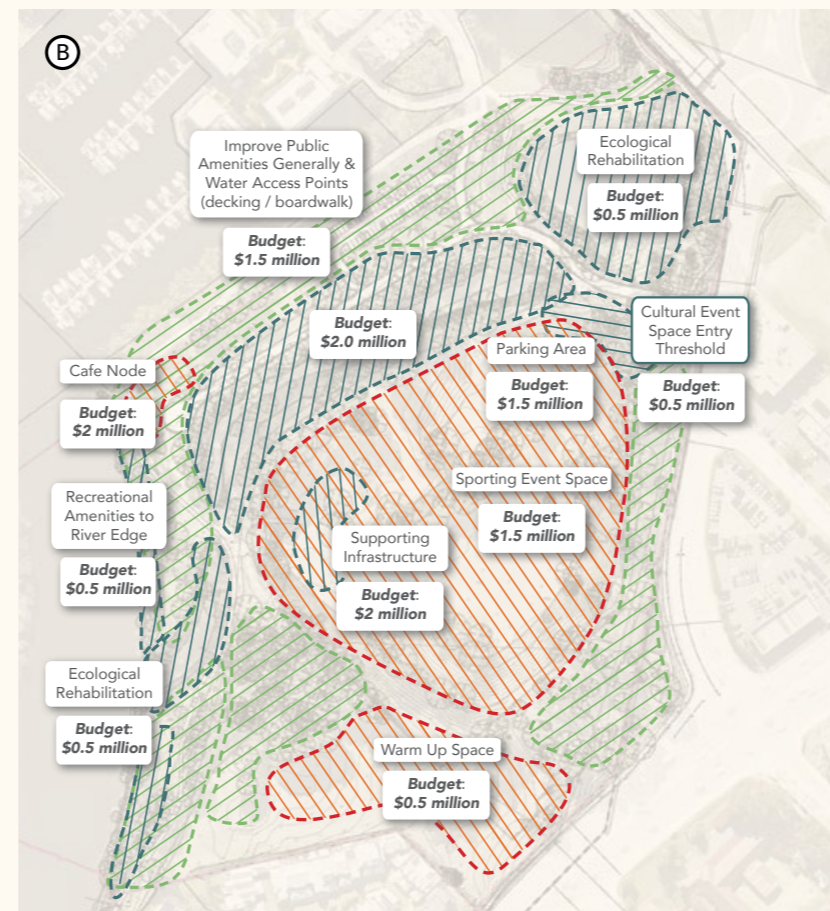 B
Improve Public
Amenities Generally &
Water Access Points
(decking / boardwalk)
Budget:
$1.5 million
Ecological
Rehabilitation
Budget:
$0.5 million
Budget:
$2.0 million
Cultural Event
Space Entry
Threshold
Budget:
$0.5 million
Parking Area
Budget:
$1.5 million
Cafe Node
Budget:
$2 million
Sporting Event Space
Budget:
$1.5 million
Recreational
Amenities to
River Edge
Budget:
$0.5 million
Supporting
Infrastructure
Budget:
$2 million
Ecological
Rehabilitation
Budget:
$0.5 million
Warm Up Space
Budget:
$0.5 million